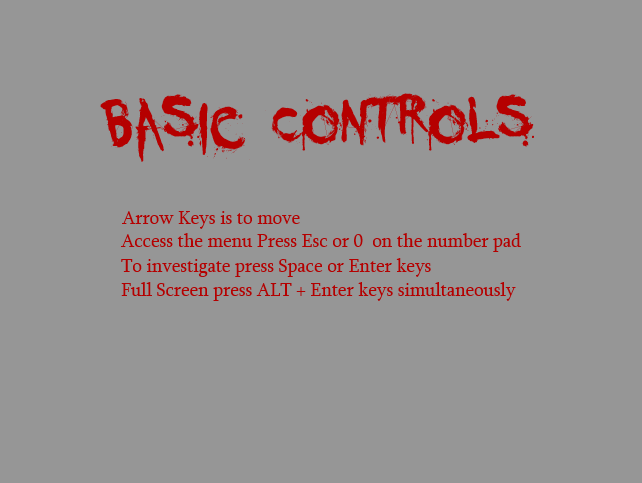 BASIC CONTROLS
Arrow Keys is to move
Access the menu Press Esc or 0  on the number pad
To investigate press Space or Enter keys
Full Screen press ALT + Enter keys simultaneously